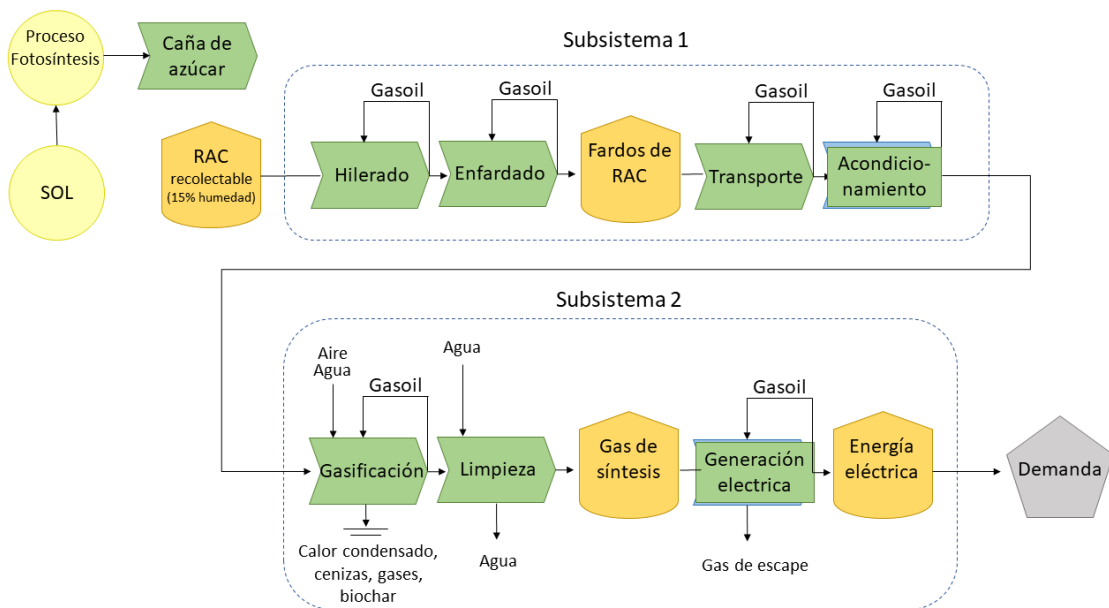 Proceso
Fotosíntesis
Caña de
azúcar
SOL
Subsistema 1
RAC
recolectable
(15% humedad)
Gasoil
Hilerado
Gasoil
Enfardado
Fardos de
RAC
Gasoil
Transporte
Gasoil
Acondicio-
namiento
Subsistema 2
Aire
Agua
Gasoil
Gasificación
Calor condensado,
cenizas, gases,
biochar
Agua
Limpieza
Agua
Gas de
síntesis
Gasoil
Generación
electrica
Gas de escape
Energía
eléctrica
Demanda